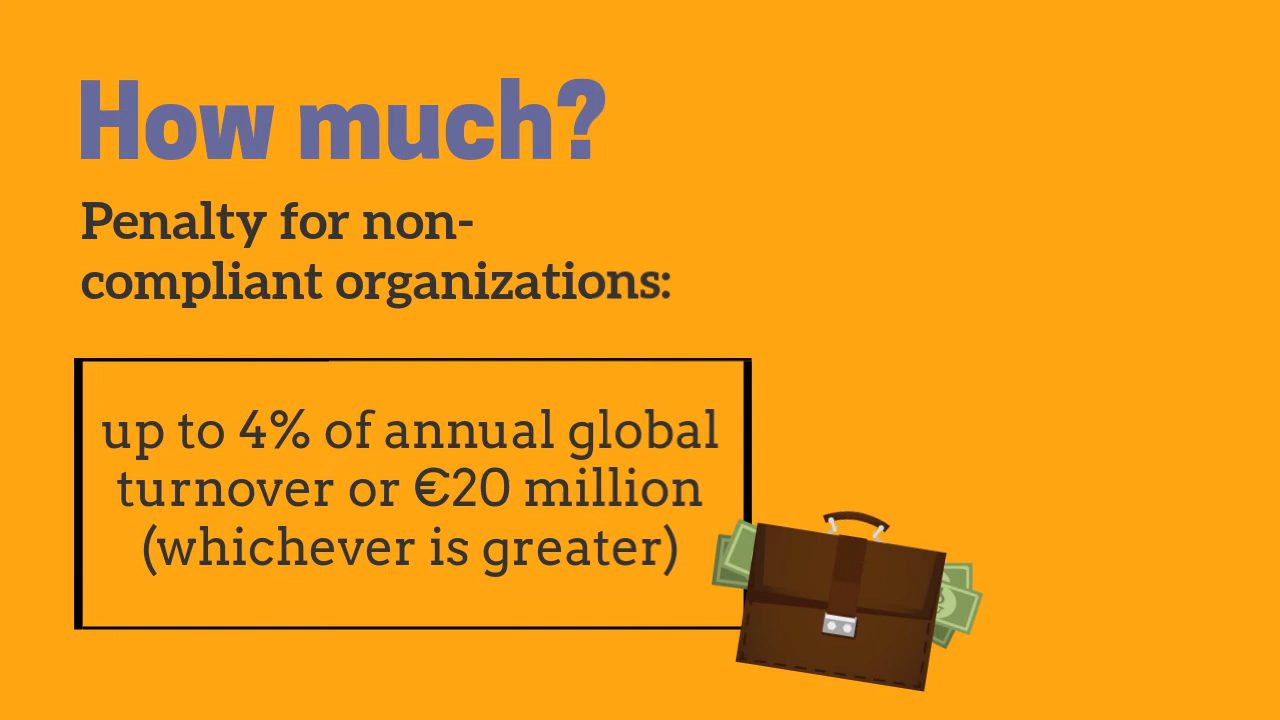 How much?
Penalty for non-
compliant organizations:
up to 4% of annual global
turnover or €20 million
(whichever is greater)